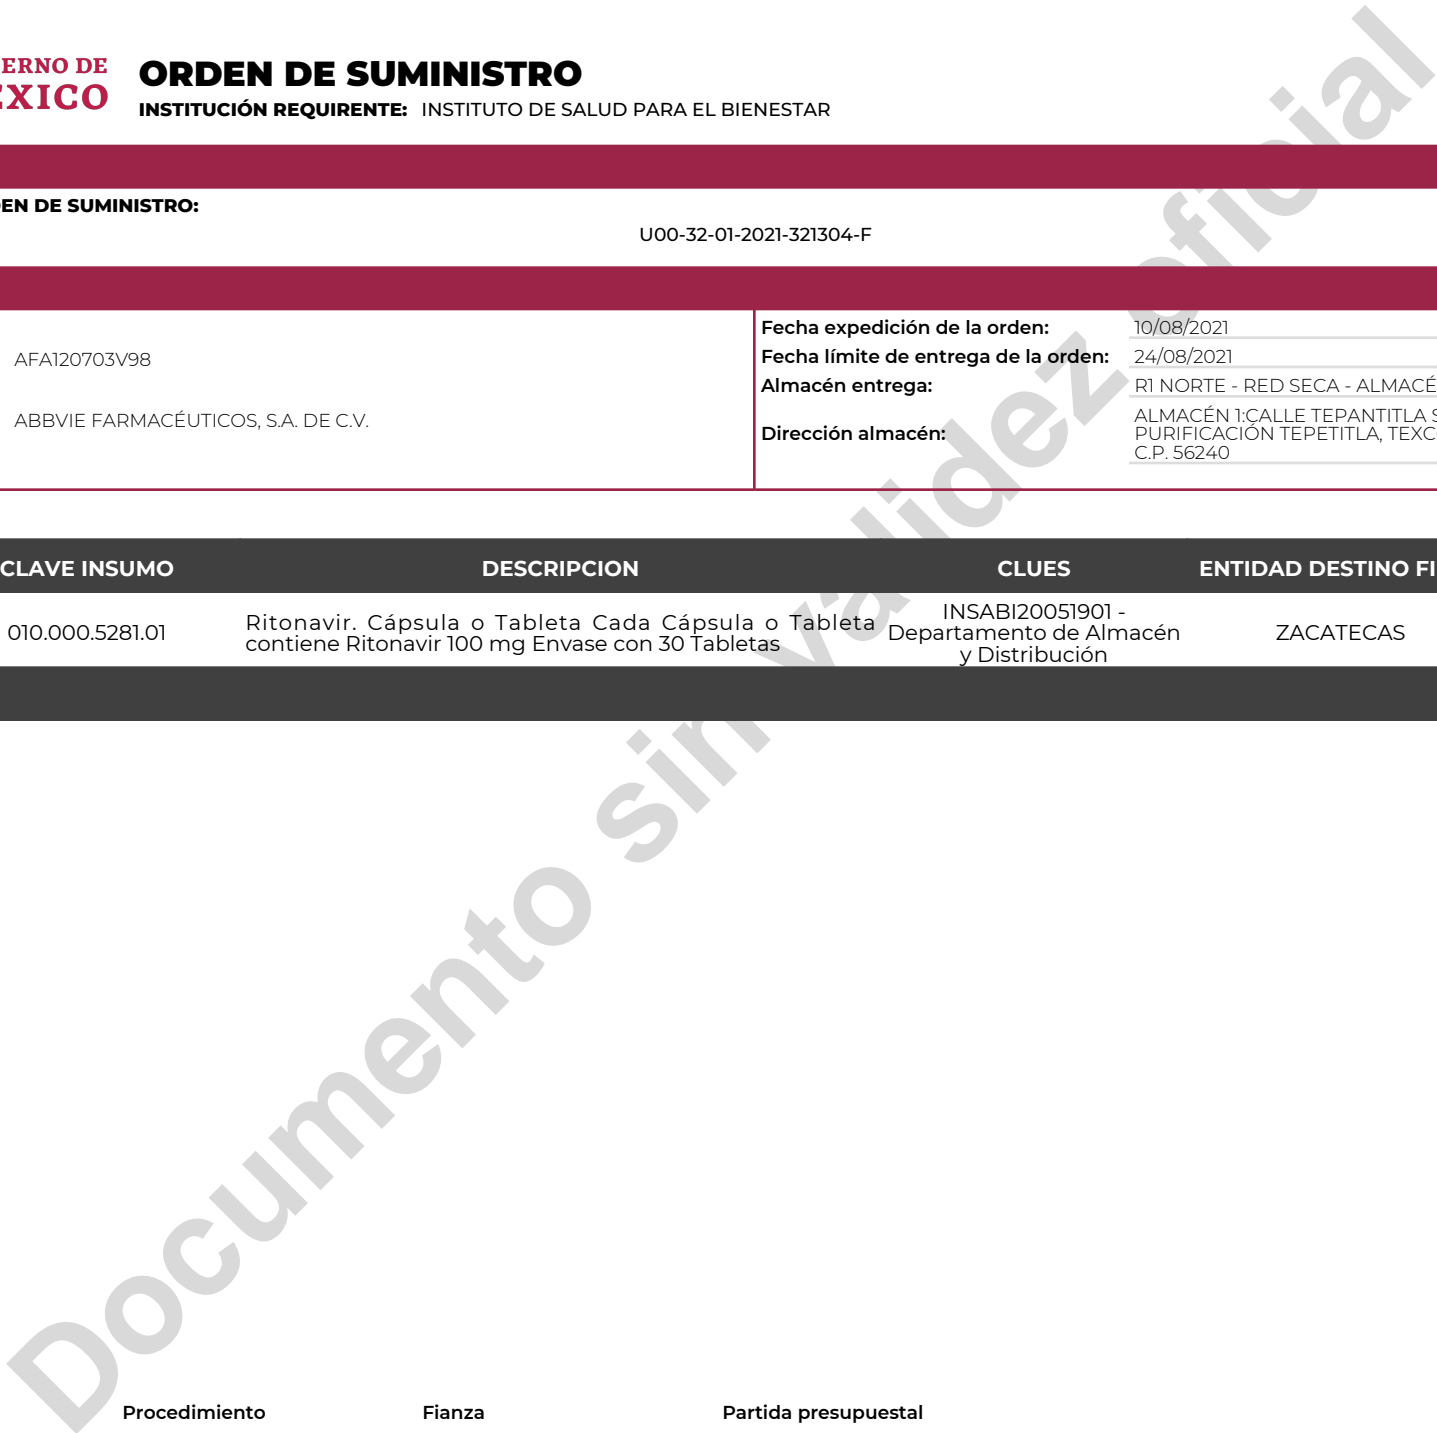 ERNO DE
EXICO
ORDEN DE SUMINISTRO
INSTITUCIÓN REQUIRENTE: INSTITUTO DE SALUD PARA EL BIENESTAR
EN DE SUMINISTRO:
U00-32-01-2021-321304-F
AFA120703V98
ABBVIE FARMACÉUTICOS, S.A. DE C.V.
Fecha expedición de la orden: 10/08/2021
Fecha límite de entrega de la orden: 24/08/2021
Almacén entrega: R1 NORTE - RED SECA - ALMACÉ
Dirección almacén: ALMACÉN 1:CALLE TEPANTITLA S
PURIFICACIÓN TEPETITLA, TEXC
C.P. 56240
CLAVE INSUMO DESCRIPCION CLUES ENTIDAD DESTINO FI
010.000.5281.01
Ritonavir. Cápsula o Tableta Cada Cápsula o Tableta
contiene Ritonavir 100 mg Envase con 30 Tabletas
INSABI20051901 -
Departamento de Almacén
y Distribución
ZACATECAS
Documento sin validez oficial
Procedimiento Fianza Partida presupuestal